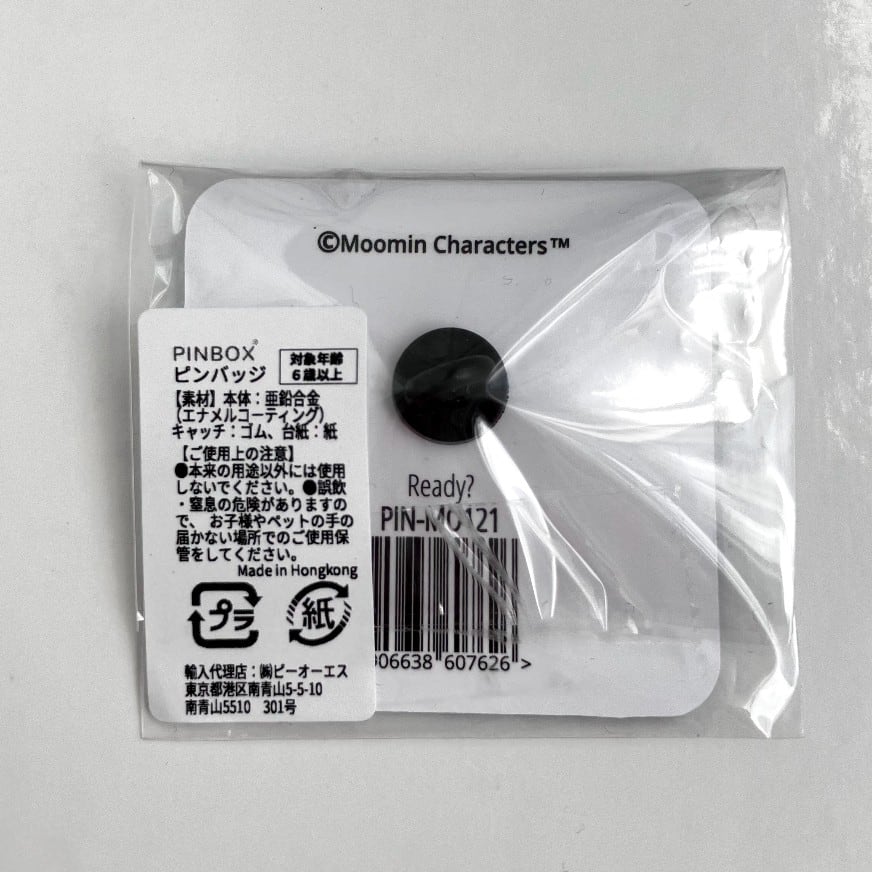 ©Moomin Characters™
PINBOX®
ピンバッジ
対象年齢
6歳以上
【素材】本体：亜鉛合金
（エナメルコーティング）
キャッチ：ゴム、台紙：紙
【ご使用上の注意】
●本来の用途以外には使用
しないでください。●誤飲
・窒息の危険がありますの
で、お子様やペットの手の
届かない場所でのご使用保
管をしてください。
Made in Hongkong
プラ
紙
輸入代理店：㈱ピーオーエス
東京都港区南青山5-5-10
南青山5510 301号
Ready?
PIN-MO121
06638 607626 >